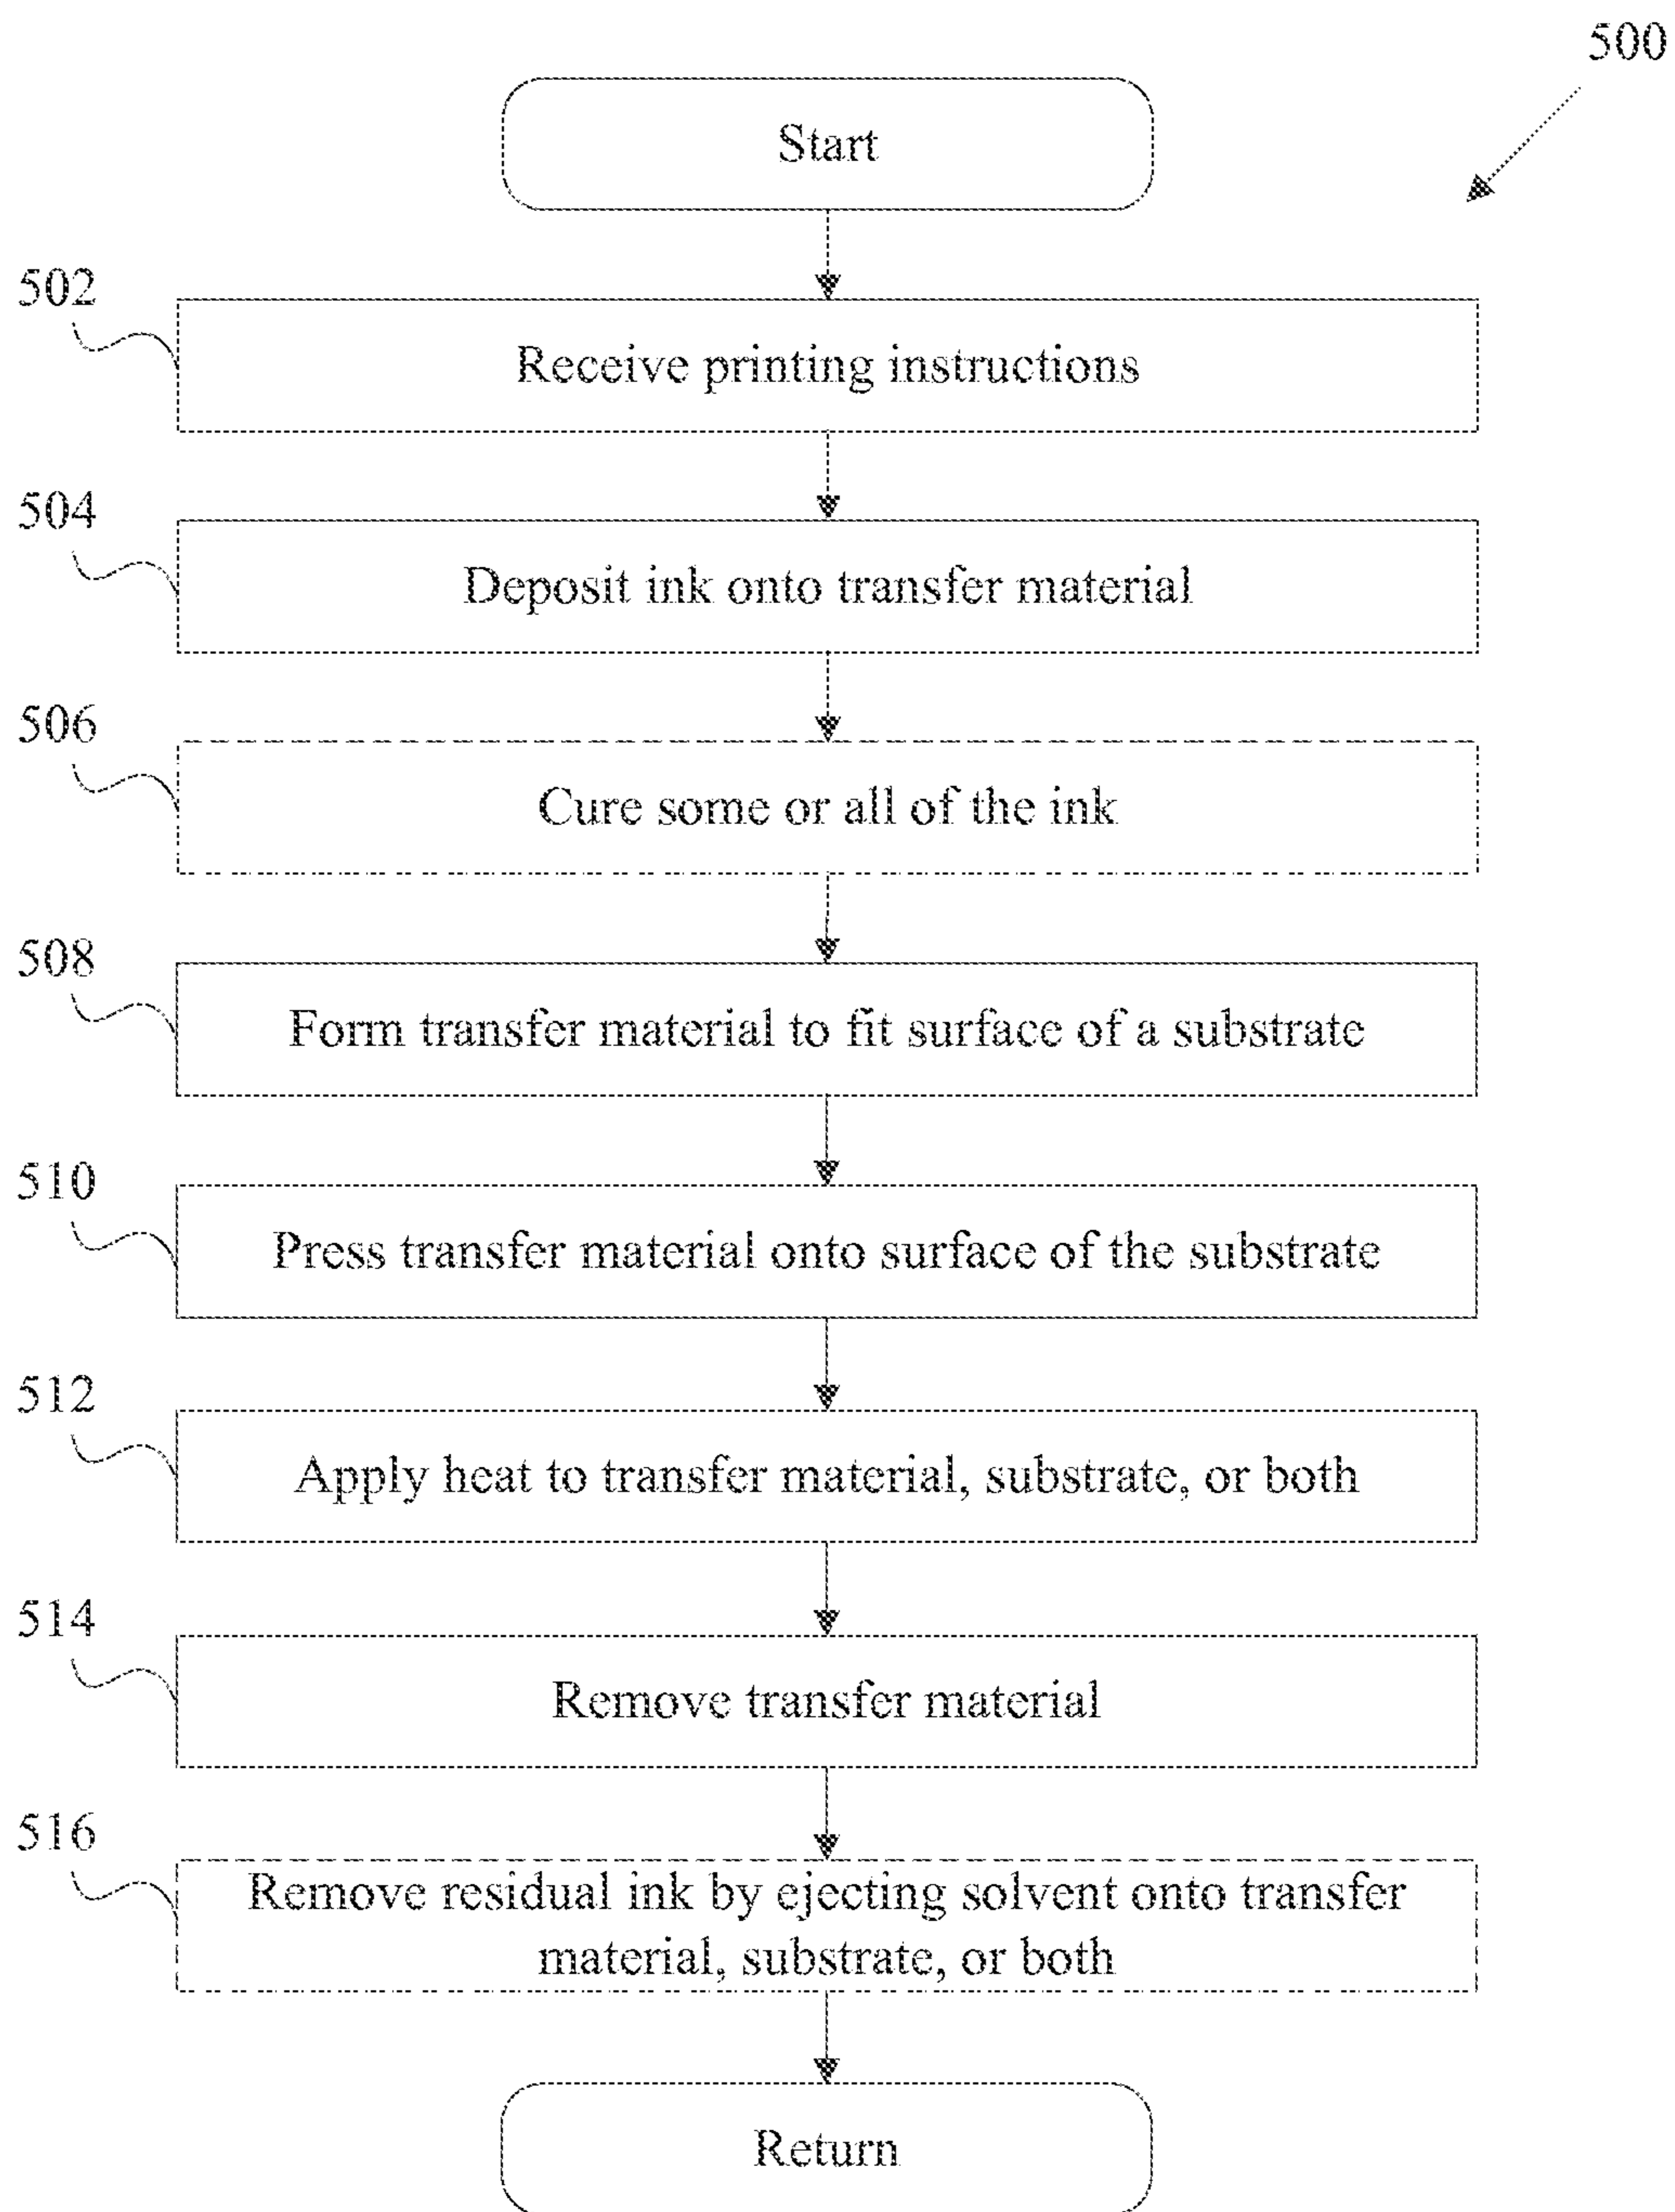 500
Start
502
Receive printing instructions
504
Deposit ink onto transfer material
506
Cure some or all of the ink
508
Form transfer material to fit surface of a substrate
510
Press transfer material onto surface of the substrate
512
Apply heat to transfer material, substrate, or both
514
Remove transfer material
516
Remove residual ink by ejecting solvent onto transfer
material, substrate, or both
Return